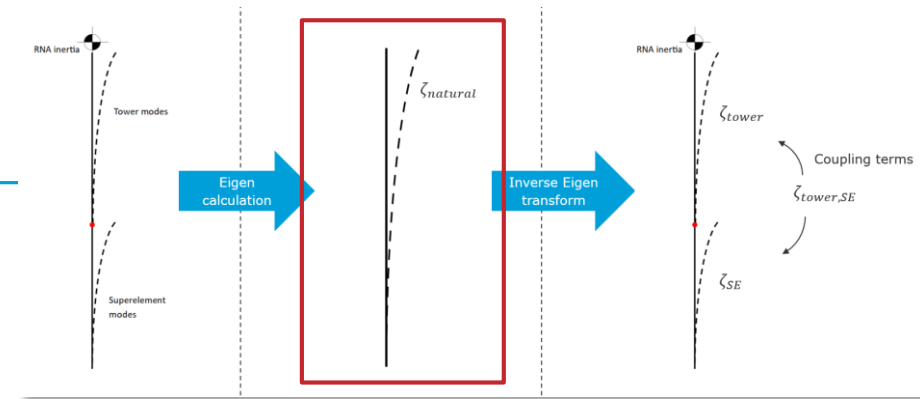 RNA inertia
Tower modes
Superelement
modes
Eigen
calculation
ζnatural
Inverse Eigen
transform
RNA inertia
ζtower
Coupling terms
ζtower,SE
ζSE